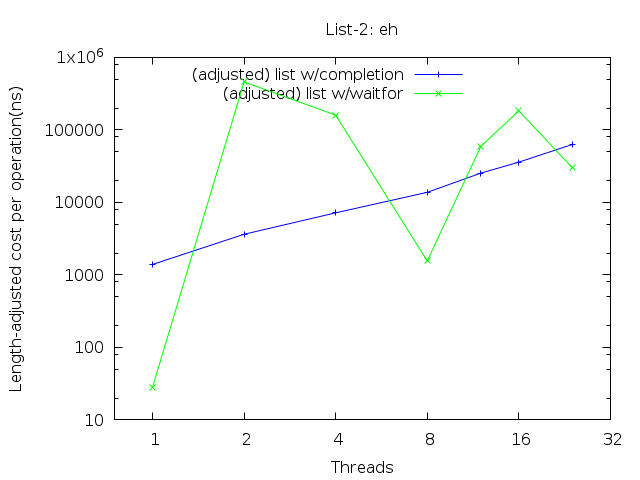 List-2: eh
Length-adjusted cost per operation(ns)
1x10^6
100000
10000
1000
100
10
(adjusted) list w/completion
(adjusted) list w/waitfor
1 2 4 8 16 32
Threads